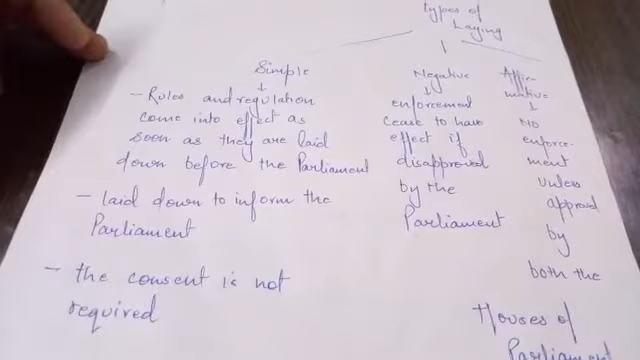 types of
Laying
Simple
- Rules and regulation
come into effect as
soon as they are laid
down before the Parliament
- laid down to inform the
Parliament
- the consent is not
required
Negative
enforcement
cease to have
effect if
disapproved
by the
Parliament
Affir-
mative
NO
enforce-
ment
unless
approved
by
both the
Houses of
Parliament